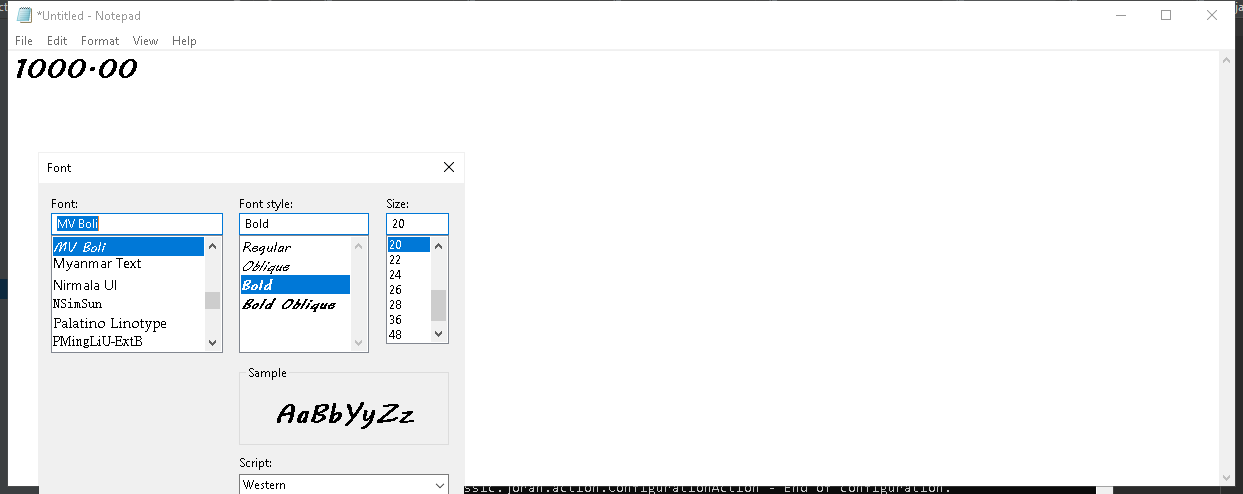 *Untitled - Notepad
File Edit Format View Help
1000.00
Font
Font: Font style: Size:
MV Boli Bold 20
MV Boli Regular 20
Myanmar Text Oblique 22
Nirmala UI Bold 24
NSimSun Bold Oblique 26
Palatino Linotype 28
PMingLiU-ExtB 36
48
Sample
AaBbYyZz
Script:
Western
ssic.joran.action.ConfigurationAction - End of configuration.